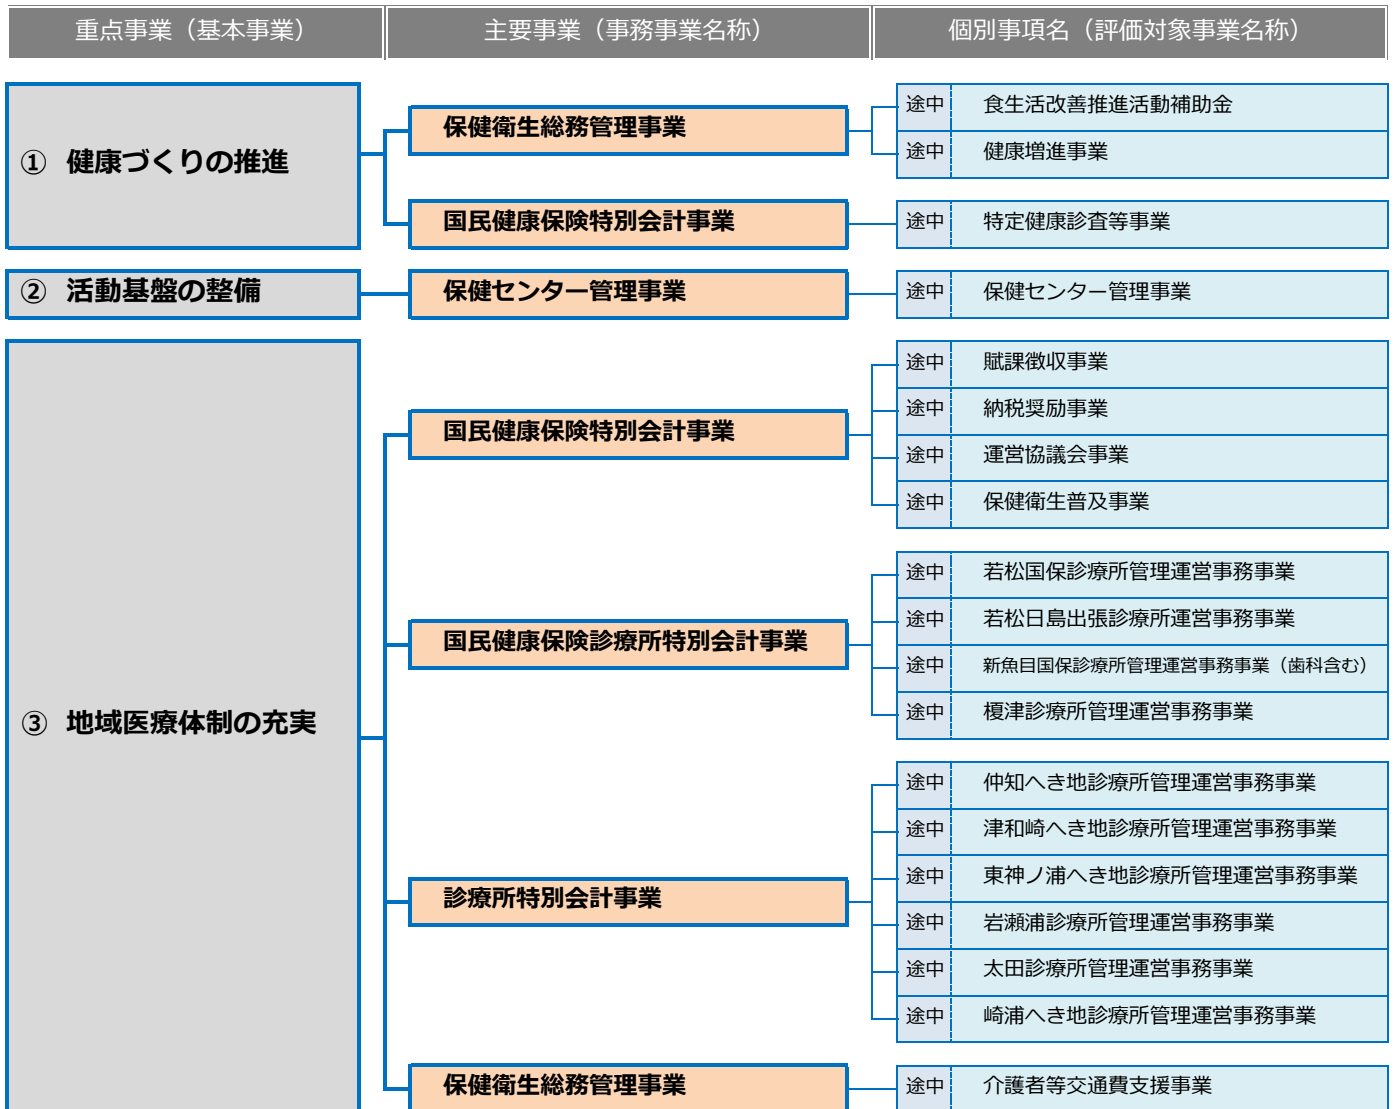 重点事業（基本事業）　主要事業（事務事業名称）　個別事項名（評価対象事業名称）
① 健康づくりの推進
保健衛生総務管理事業
途中　食生活改善推進活動補助金
途中　健康増進事業
国民健康保険特別会計事業
途中　特定健康診査等事業
② 活動基盤の整備
保健センター管理事業
途中　保健センター管理事業
③ 地域医療体制の充実
国民健康保険特別会計事業
途中　賦課徴収事業
途中　納税奨励事業
途中　運営協議会事業
途中　保健衛生普及事業
国民健康保険診療所特別会計事業
途中　若松国保診療所管理運営事務事業
途中　若松日島出張診療所運営事務事業
途中　新魚目国保診療所管理運営事務事業（歯科含む）
途中　榎津診療所管理運営事務事業
診療所特別会計事業
途中　仲知へき地診療所管理運営事務事業
途中　津和崎へき地診療所管理運営事務事業
途中　東神ノ浦へき地診療所管理運営事務事業
途中　岩瀬浦診療所管理運営事務事業
途中　太田診療所管理運営事務事業
途中　崎浦へき地診療所管理運営事務事業
保健衛生総務管理事業
途中　介護者等交通費支援事業